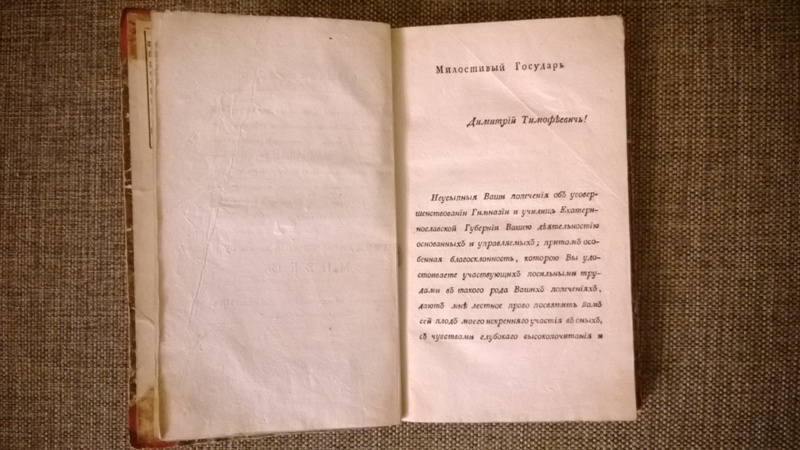 Милостивый Государь
Димитрій Тимофѣевичь!
Неусыпныя Ваши попеченія объ усовер-
шенствованіи Гимназіи и училищъ Екатери-
нославской Губерніи Вашею дѣятельностію
основанныхъ и управляемыхъ; притомъ осо-
бенная благосклонность, которою Вы удо-
стоиваете участвующихъ посильными тру-
дами въ такого рода Вашихъ попеченіяхъ,
даютъ мнѣ лестное право посвятить Вамъ
сей плодъ моего искренняго участія въ оныхъ,
съ чувствами глубокаго высокопочитанія и